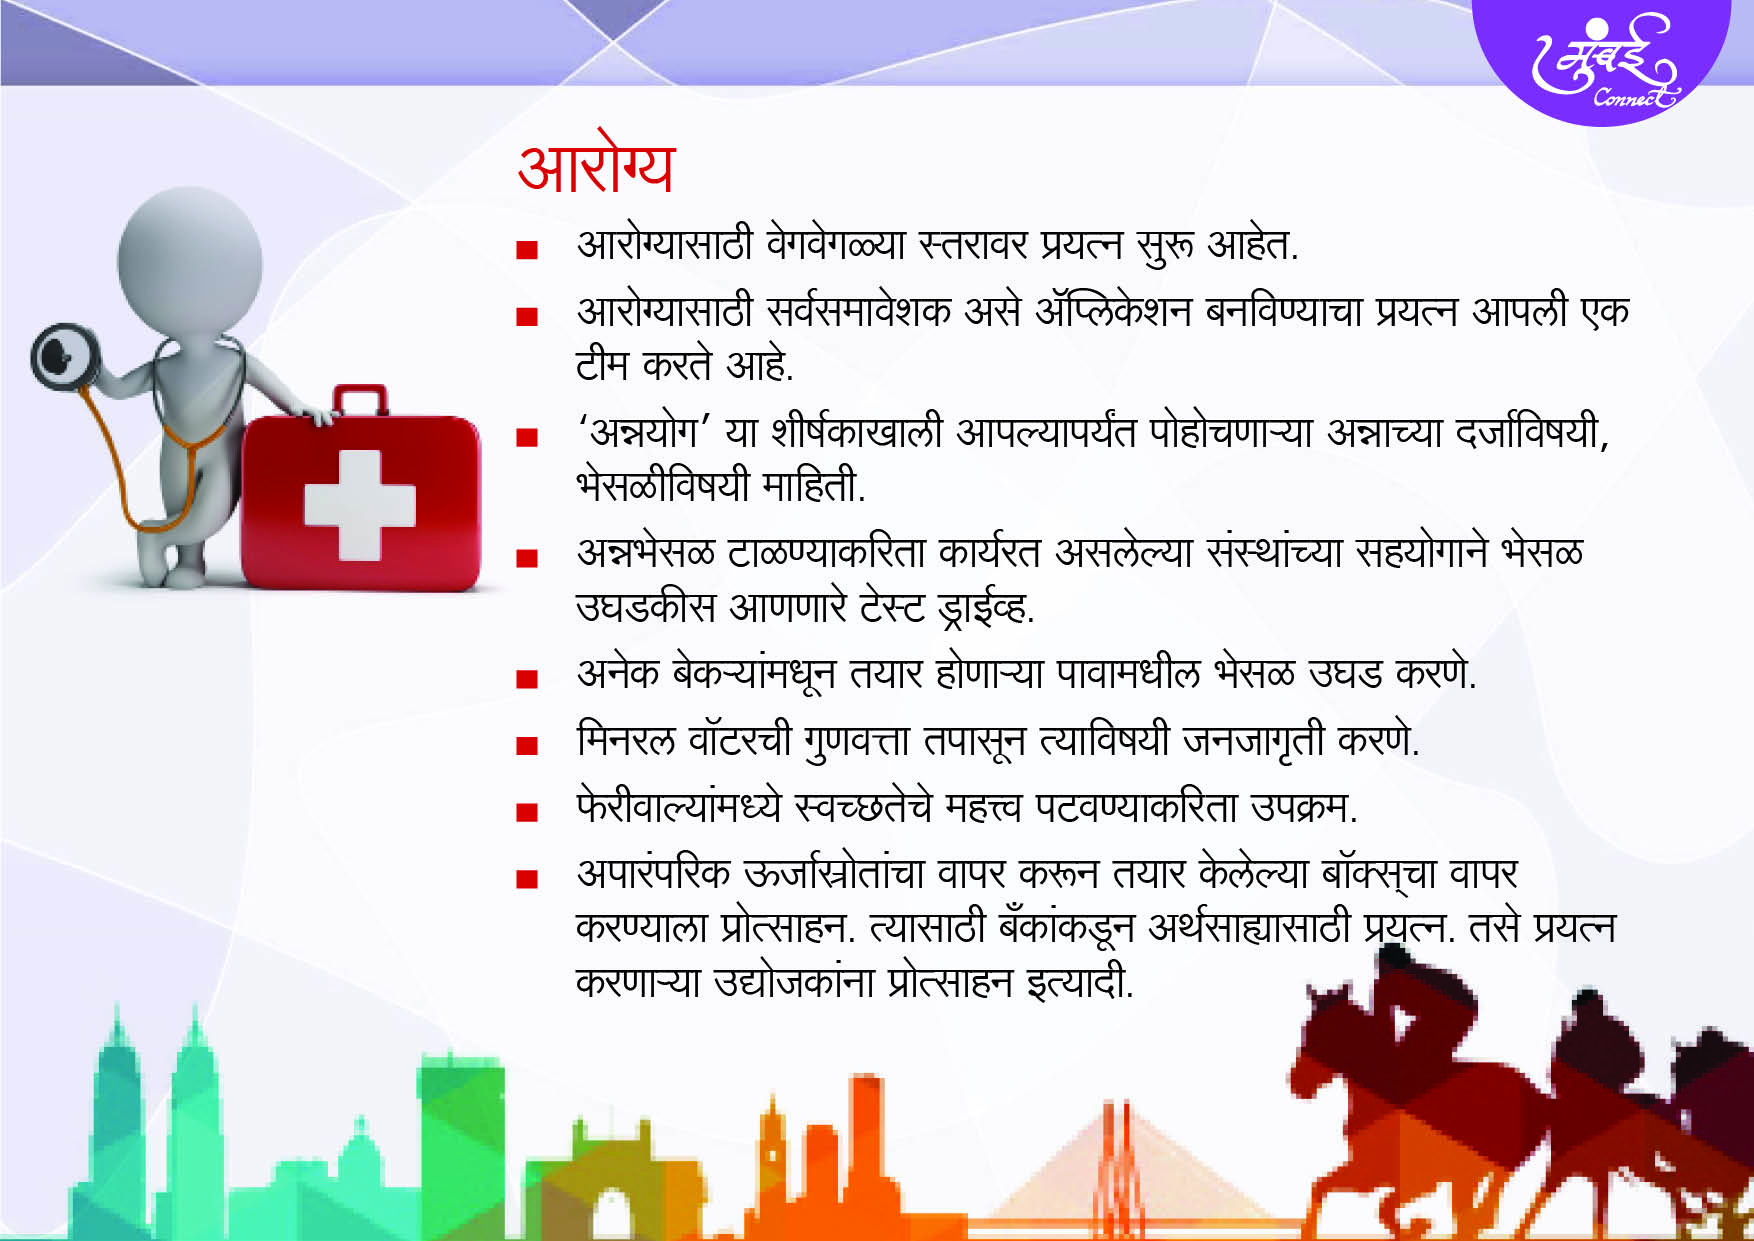 मुंबई
Connect
आरोग्य
आरोग्यासाठी वेगवेगळ्या स्तरावर प्रयत्न सुरू आहेत.
आरोग्यासाठी सर्वसमावेशक असे ॲप्लिकेशन बनविण्याचा प्रयत्न आपली एक
टीम करते आहे.
‘अन्नयोग’ या शीर्षकाखाली आपल्यापर्यंत पोहोचणाऱ्या अन्नाच्या दर्जाविषयी,
भेसळीविषयी माहिती.
अन्नभेसळ टाळण्याकरिता कार्यरत असलेल्या संस्थांच्या सहयोगाने भेसळ
उघडकीस आणणारे टेस्ट ड्राईव्ह.
अनेक बेकऱ्यांमधून तयार होणाऱ्या पावामधील भेसळ उघड करणे.
मिनरल वॉटरची गुणवत्ता तपासून त्याविषयी जनजागृती करणे.
फेरीवाल्यांमध्ये स्वच्छतेचे महत्त्व पटवण्याकरिता उपक्रम.
अपारंपरिक ऊर्जास्रोतांचा वापर करून तयार केलेल्या बॉक्स्‌चा वापर
करण्याला प्रोत्साहन. त्यासाठी बँकांकडून अर्थसाह्यासाठी प्रयत्न. तसे प्रयत्न
करणाऱ्या उद्योजकांना प्रोत्साहन इत्यादी.